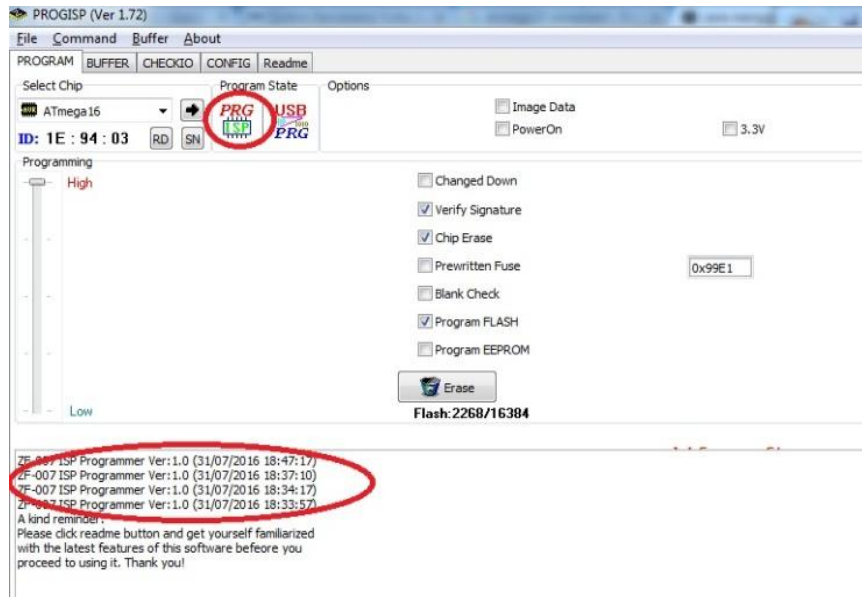 PROGISP (Ver 1.72)
File Command Buffer About
PROGRAM BUFFER CHECKIO CONFIG Readme
Select Chip Program State Options
ATmega16 PRG ISP USB PRG Image Data
PowerOn 3.3V
ID: 1E : 94 : 03 RD SN
Programming
High Changed Down
Verify Signature
Chip Erase
Prewritten Fuse 0x99E1
Blank Check
Program FLASH
Program EEPROM
Erase
Low Flash:2268/16384
ZF-007 ISP Programmer Ver:1.0 (31/07/2016 18:47:17)
ZF-007 ISP Programmer Ver:1.0 (31/07/2016 18:37:10)
ZF-007 ISP Programmer Ver:1.0 (31/07/2016 18:34:17)
ZF-007 ISP Programmer Ver:1.0 (31/07/2016 18:33:57)
A kind reminder:
Please click readme button and get yourself familiarized
with the latest features of this software befeore you
proceed to using it. Thank you!